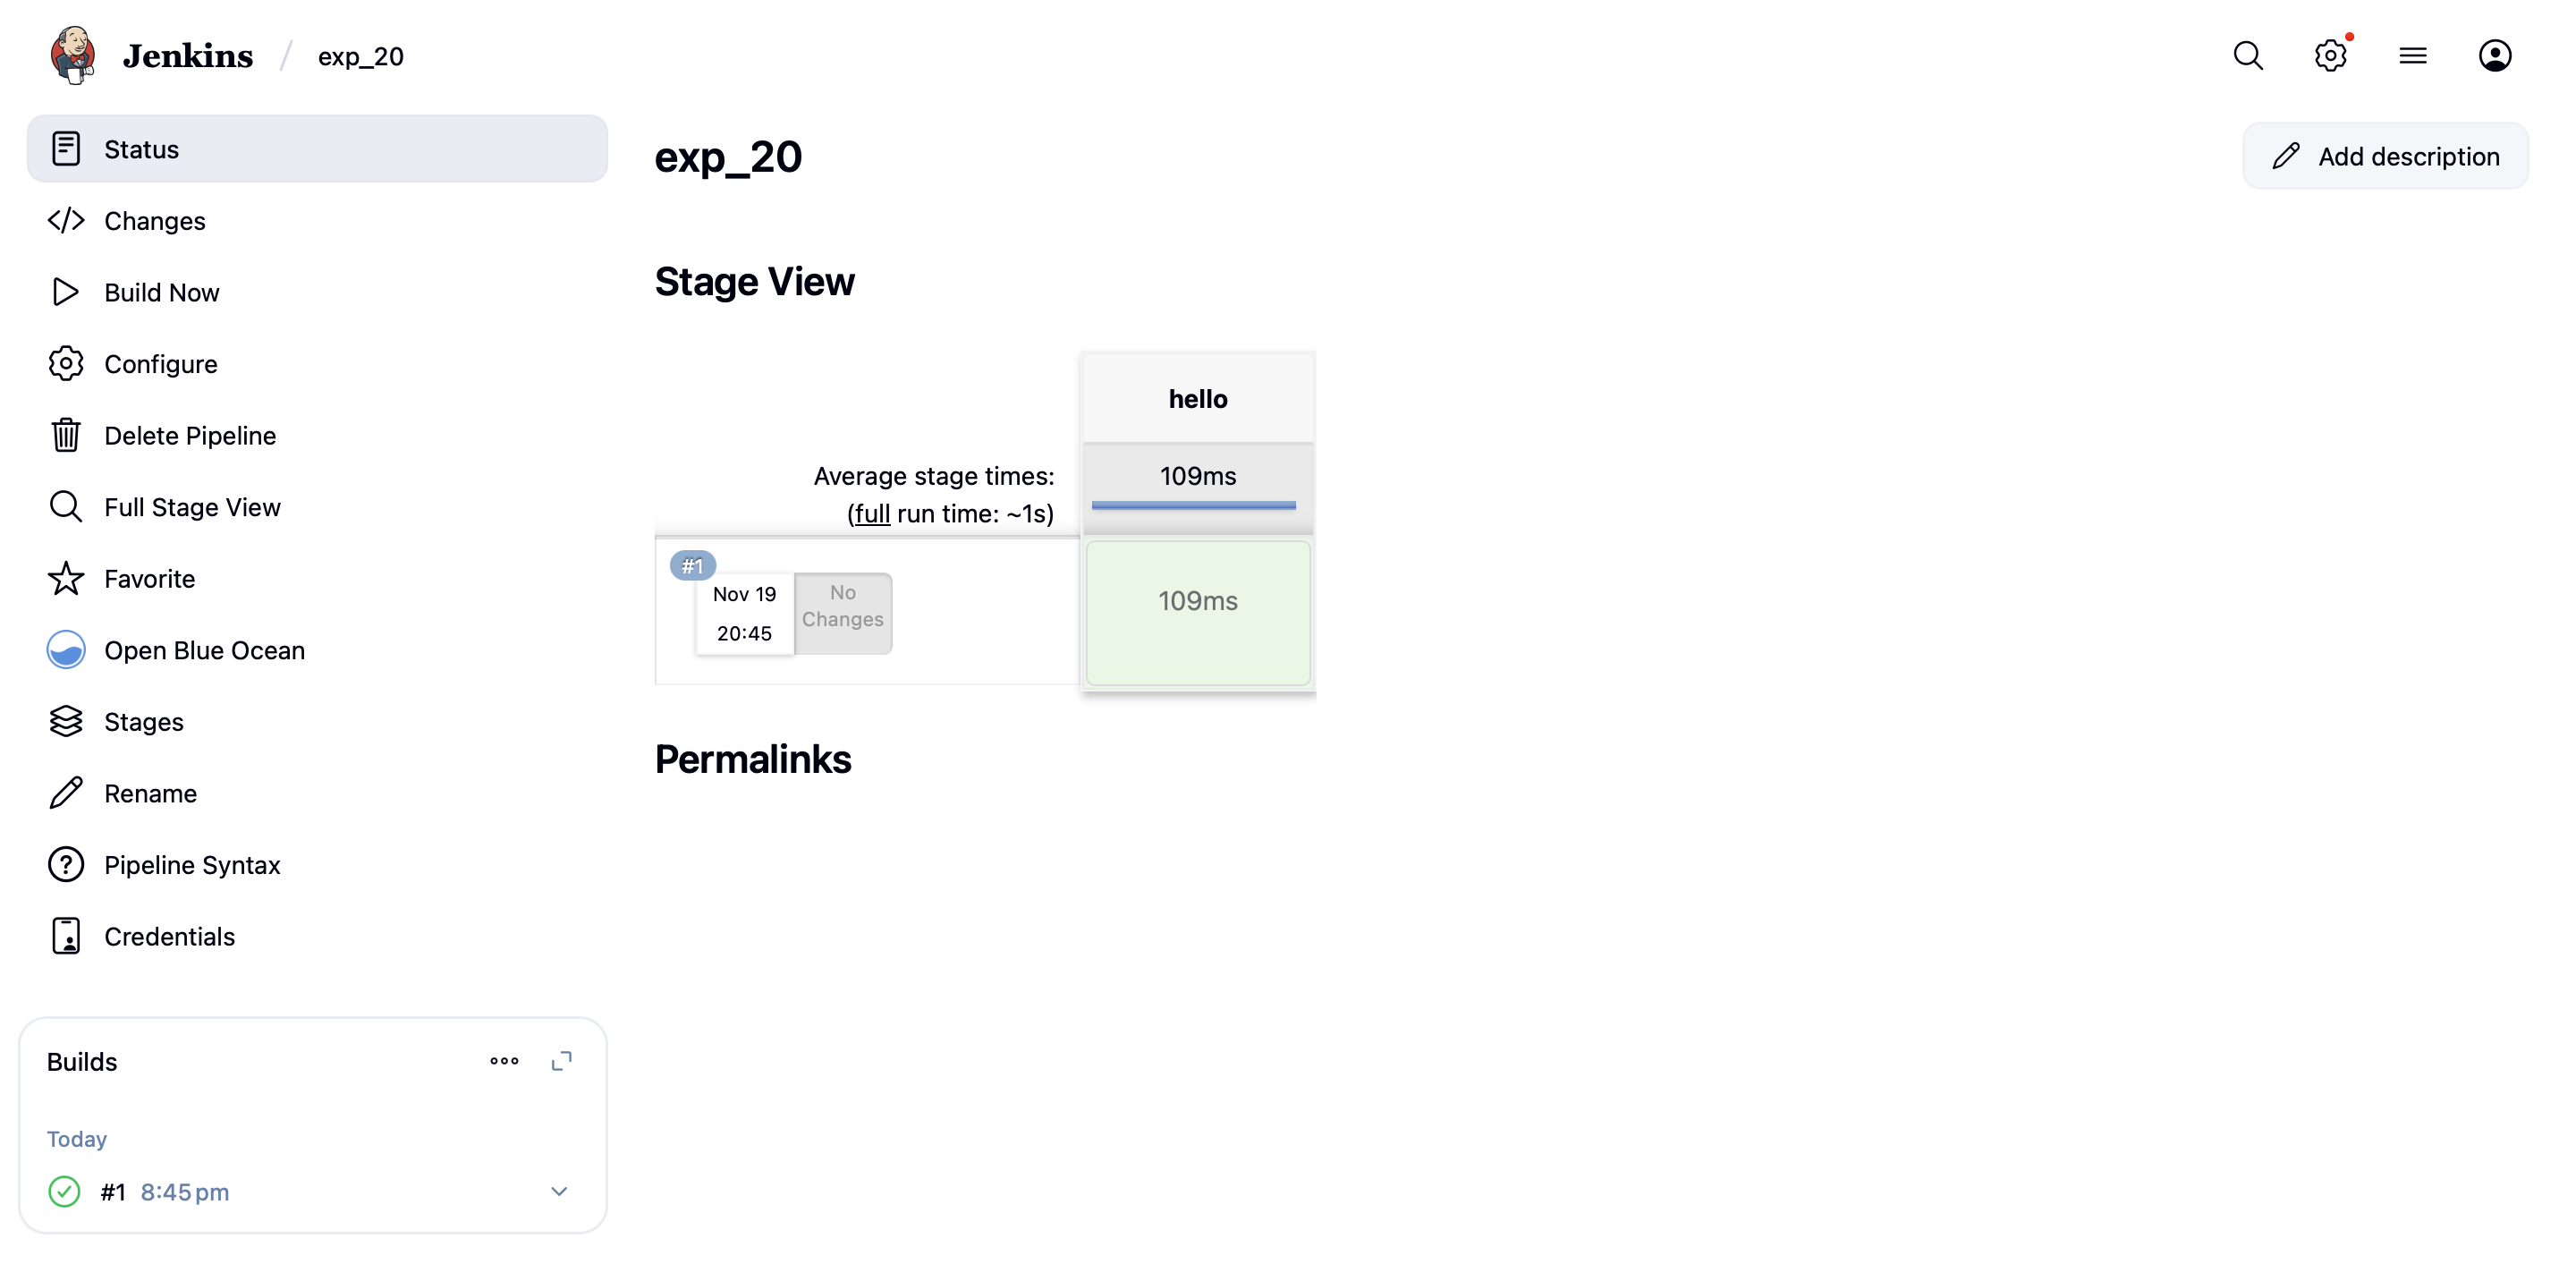 Jenkins / exp_20
Status
Changes
Build Now
Configure
Delete Pipeline
Full Stage View
Favorite
Open Blue Ocean
Stages
Rename
Pipeline Syntax
Credentials
Builds
Today
#1 8:45 pm
exp_20
Add description
Stage View
hello
Average stage times:
(full run time: ~1s)
109ms
#1
Nov 19
20:45
No
Changes
109ms
Permalinks